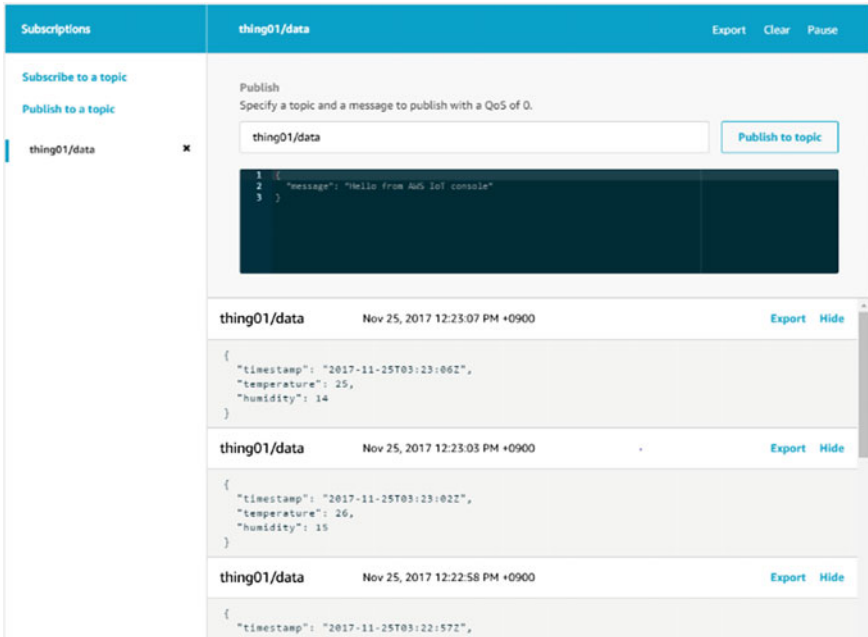 Subscriptions
thing01/data
Export Clear Pause
Subscribe to a topic
Publish to a topic
thing01/data ✖
Publish
Specify a topic and a message to publish with a QoS of 0.
thing01/data
Publish to topic
1 {
2 "message": "Hello from AWS IoT console"
3 }
thing01/data Nov 25, 2017 12:23:07 PM +0900 Export Hide
{
"timestamp": "2017-11-25T03:23:06Z",
"temperature": 25,
"humidity": 14
}
thing01/data Nov 25, 2017 12:23:03 PM +0900 Export Hide
{
"timestamp": "2017-11-25T03:23:02Z",
"temperature": 26,
"humidity": 15
}
thing01/data Nov 25, 2017 12:22:58 PM +0900 Export Hide
{
"timestamp": "2017-11-25T03:22:57Z",